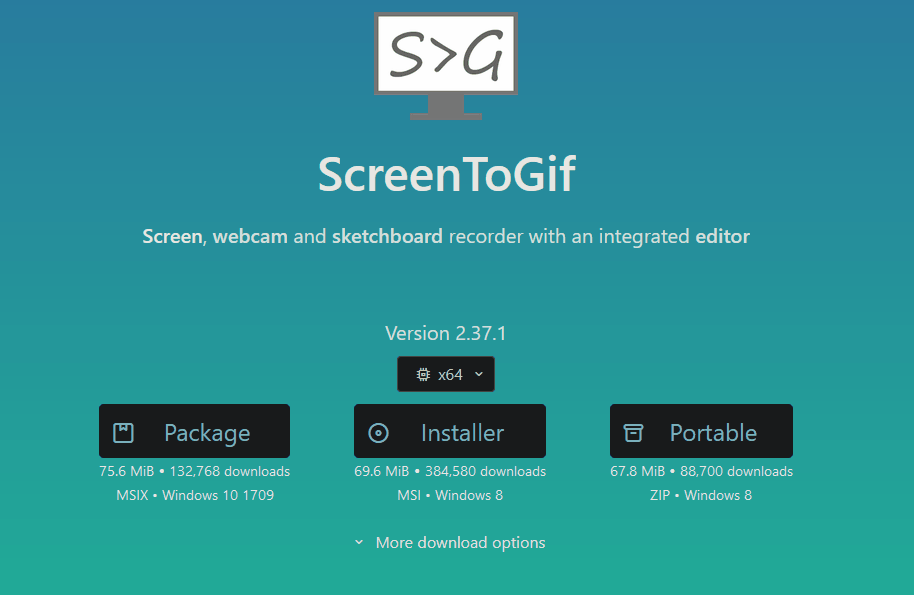 S>G
ScreenToGif
Screen, webcam and sketchboard recorder with an integrated editor
Version 2.37.1
x64
Package
Installer
Portable
75.6 MiB • 132,768 downloads
69.6 MiB • 384,580 downloads
67.8 MiB • 88,700 downloads
MSIX • Windows 10 1709
MSI • Windows 8
ZIP • Windows 8
More download options